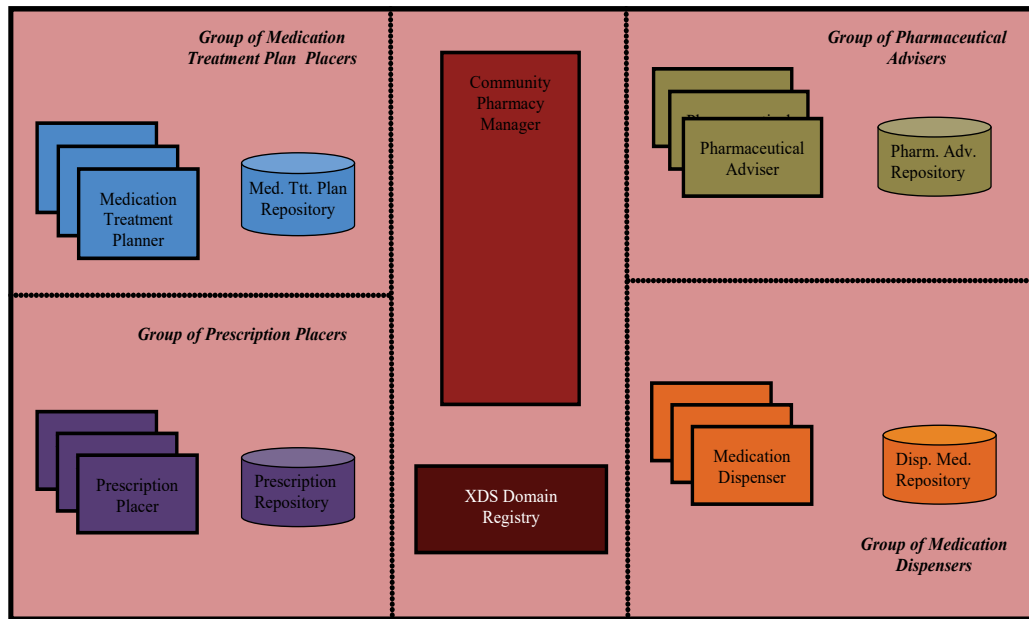 Group of Medication
Treatment Plan Placers
Medication
Treatment
Planner
Med. Ttt. Plan
Repository
Group of Prescription Placers
Prescription
Placer
Prescription
Repository
Community
Pharmacy
Manager
XDS Domain
Registry
Group of Pharmaceutical
Advisers
Pharmaceutical
Adviser
Pharm. Adv.
Repository
Medication
Dispenser
Disp. Med.
Repository
Group of Medication
Dispensers